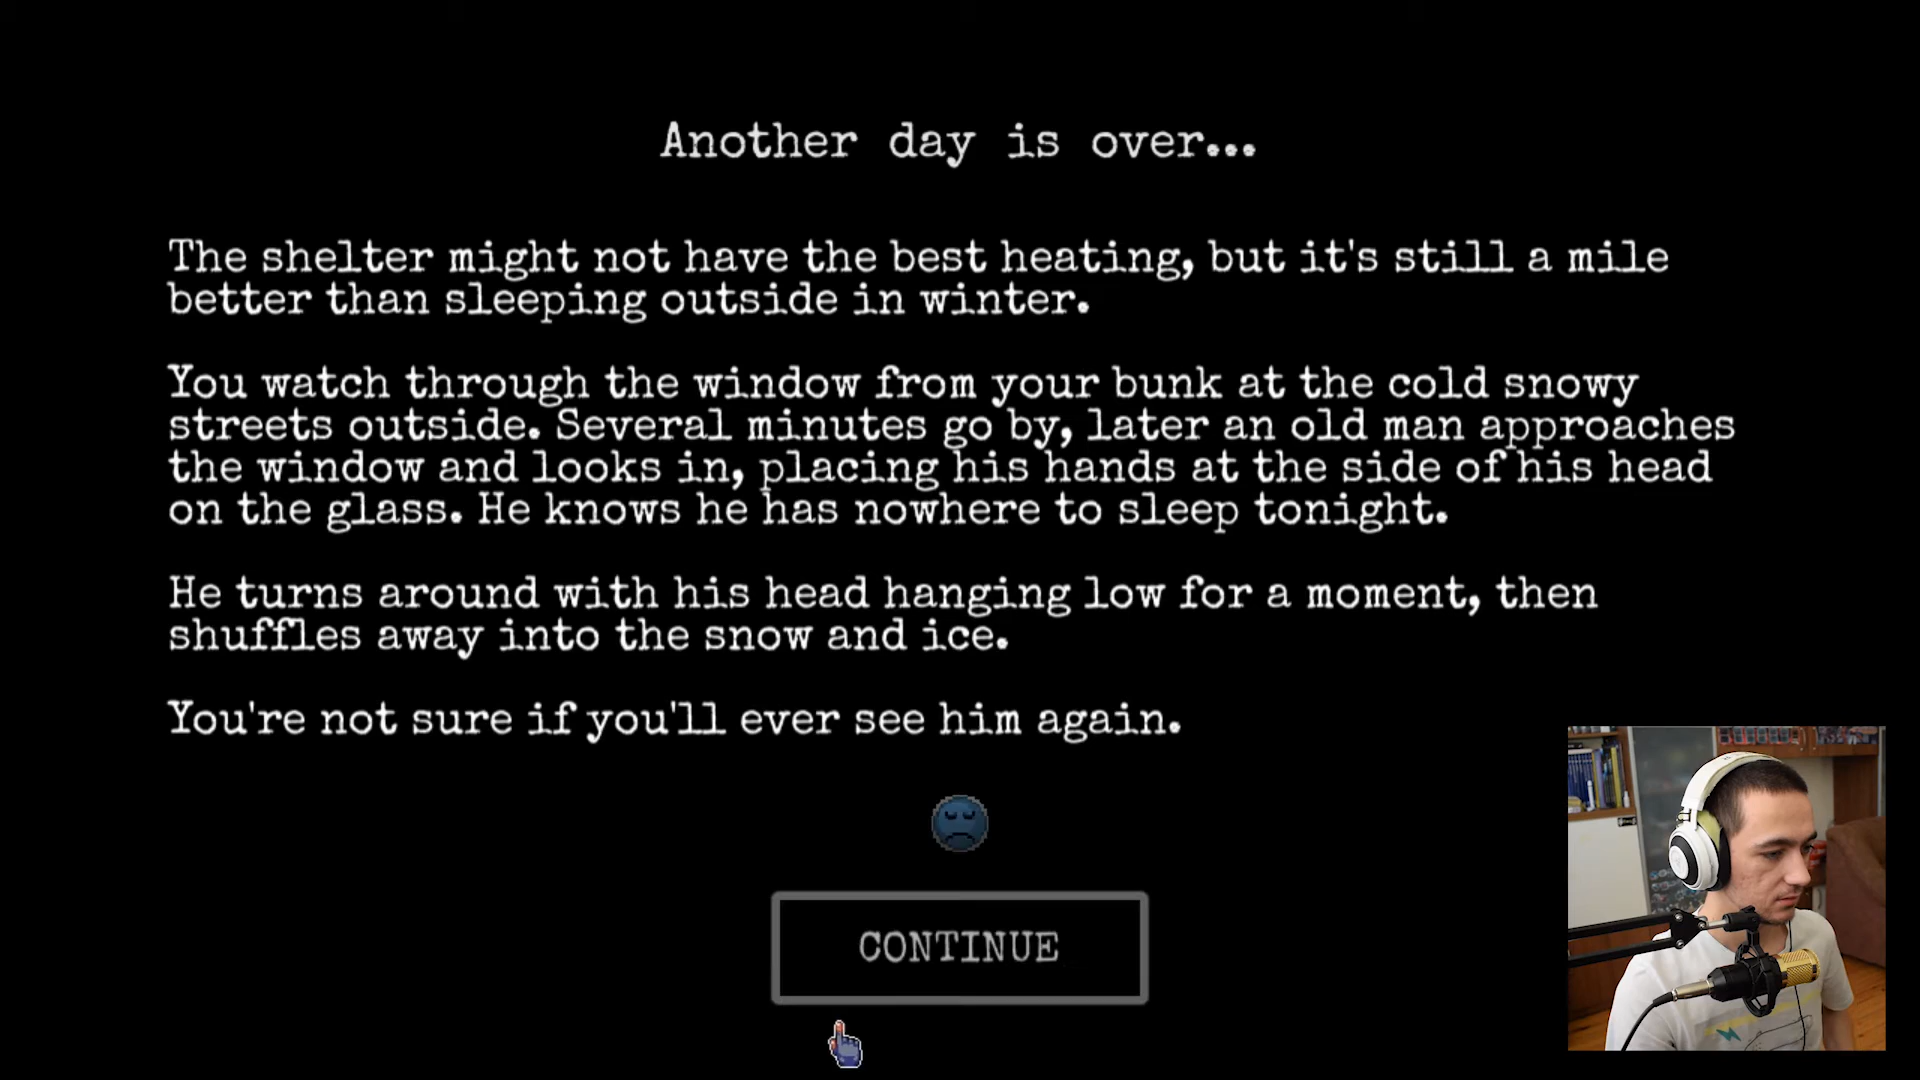 Another day is over...
The shelter might not have the best heating, but it's still a mile
better than sleeping outside in winter.
You watch through the window from your bunk at the cold snowy
streets outside. Several minutes go by, later an old man approaches
the window and looks in, placing his hands at the side of his head
on the glass. He knows he has nowhere to sleep tonight.
He turns around with his head hanging low for a moment, then
shuffles away into the snow and ice.
You're not sure if you'll ever see him again.
CONTINUE